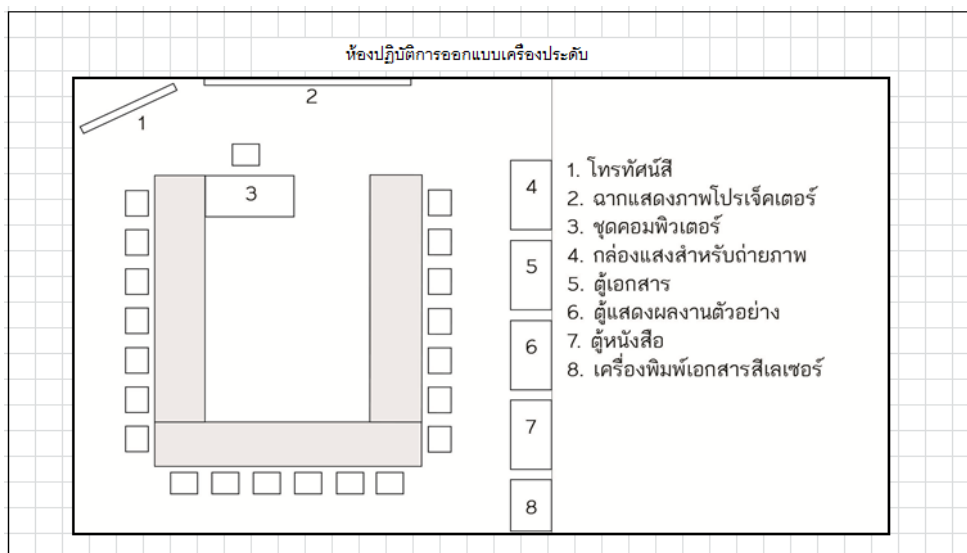 ห้องปฏิบัติการออกแบบเครื่องประดับ
1
2
3
4
5
6
7
8
1. โทรทัศน์สี
2. ฉากแสดงภาพโปรเจ็คเตอร์
3. ชุดคอมพิวเตอร์
4. กล่องแสงสำหรับถ่ายภาพ
5. ตู้เอกสาร
6. ตู้แสดงผลงานตัวอย่าง
7. ตู้หนังสือ
8. เครื่องพิมพ์เอกสารสีเลเซอร์